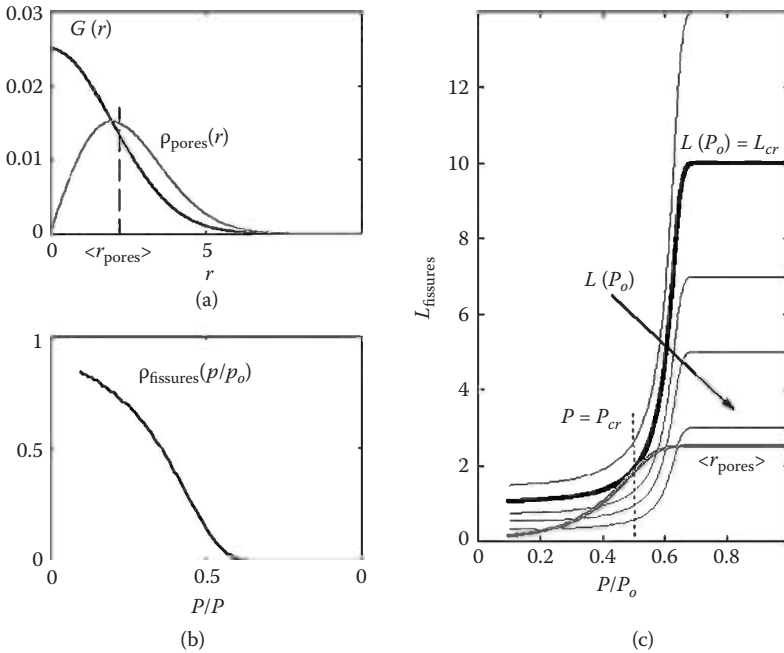 0.03
0.02
0.01
0
G (r)
ρpores(r)
0
<rpores>
5
r
(a)
1
0.5
0
ρfissures(p/po)
0
0.5
0
P/P
(b)
Lfissures
12
10
8
6
4
2
0
L (Po) = Lcr
L (Po)
P = Pcr
<rpores>
0
0.2
0.4
0.6
0.8
P/Po
(c)